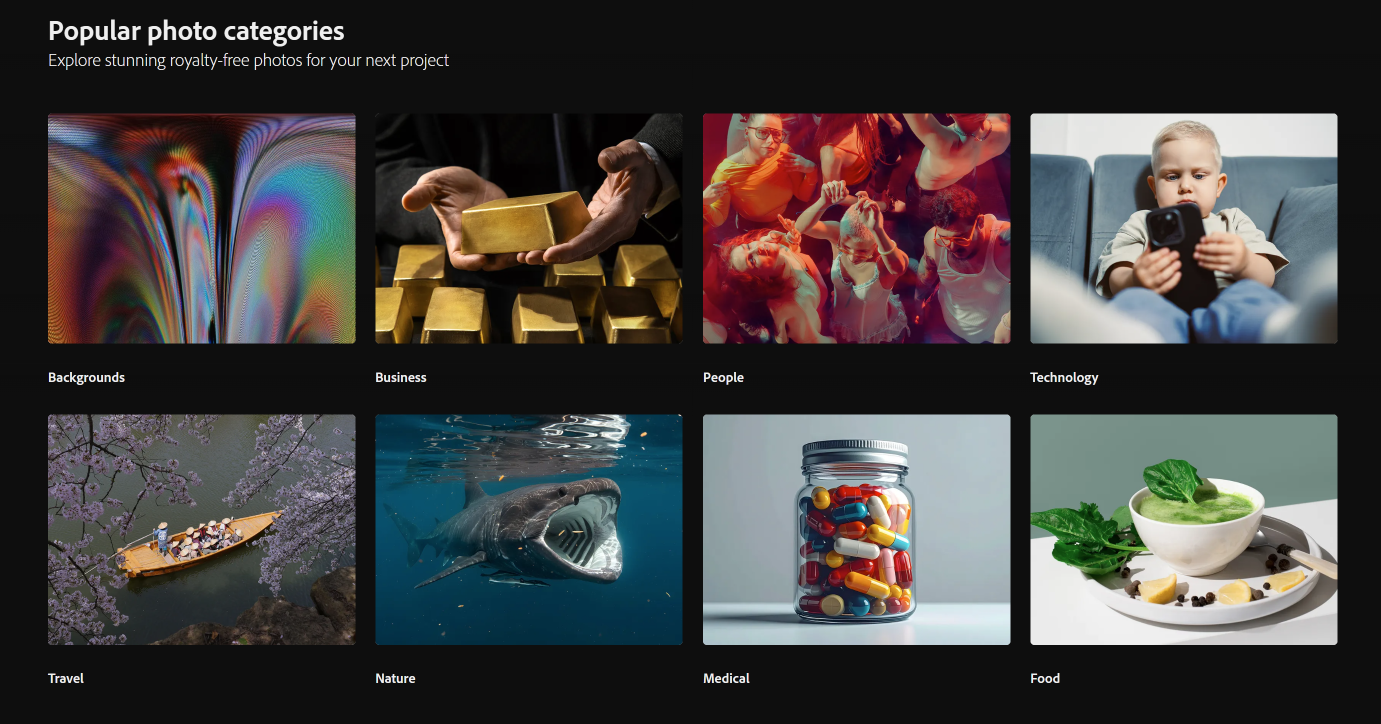 Popular photo categories
Explore stunning royalty-free photos for your next project
Backgrounds
Business
People
Technology
Travel
Nature
Medical
Food